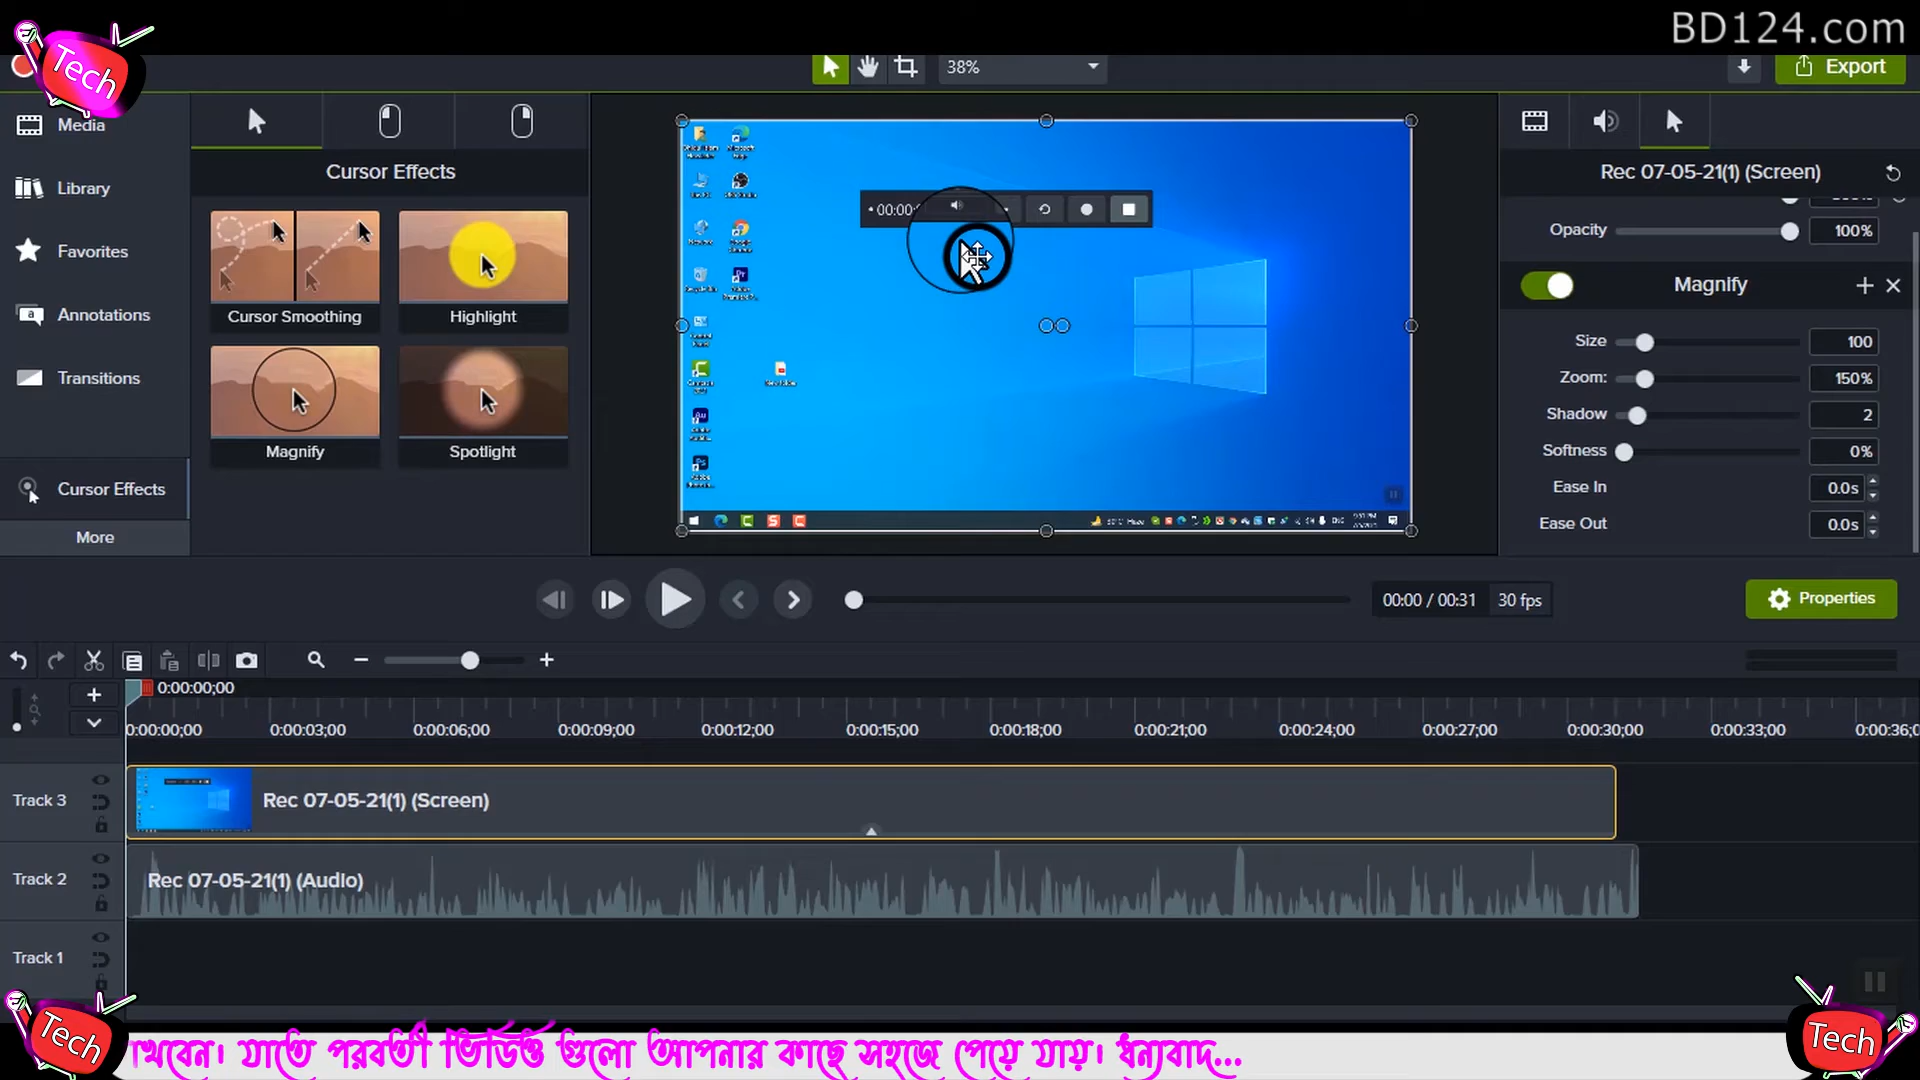 BD124.com
Tech
38%
Export
Media
Library
Favorites
Annotations
Transitions
Cursor Effects
More
Cursor Effects
Cursor Smoothing
Highlight
Magnify
Spotlight
Rec 07-05-21(1) (Screen)
Opacity 100%
Magnify
Size 100
Zoom: 150%
Shadow 2
Softness 0%
Ease In 0.0s
Ease Out 0.0s
00:00 / 00:31 30 fps
Properties
0:00:00;00
0:00:00;00 0:00:03;00 0:00:06;00 0:00:09;00 0:00:12;00 0:00:15;00 0:00:18;00 0:00:21;00 0:00:24;00 0:00:27;00 0:00:30;00 0:00:33;00
Track 3
Rec 07-05-21(1) (Screen)
Track 2
Rec 07-05-21(1) (Audio)
Track 1
Tech
যাতে পরবর্তী ভিডিও গুলো আপনার কাছে সহজে পেয়ে যায়। ধন্যবাদ...
Tech